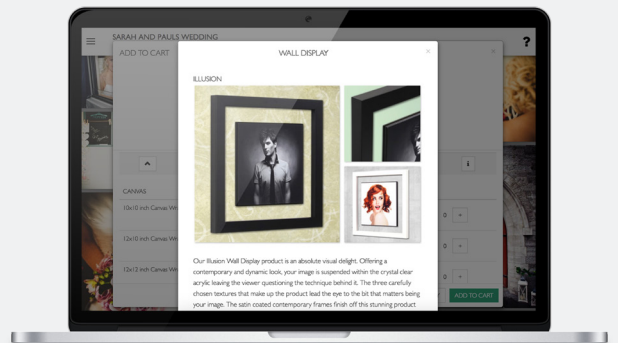 SARAH AND PAULS WEDDING
?
ADD TO CART
×
WALL DISPLAY
×
ILLUSION
i
CANVAS
10x10 inch Canvas Wr
0 +
12x10 inch Canvas Wr
0 +
12x12 inch Canvas Wr
0 +
ADD TO CART
Our Illusion Wall Display product is an absolute visual delight. Offering a
contemporary and dynamic look, your image is suspended within the crystal clear
acrylic leaving the viewer questioning the technique behind it. The three carefully
chosen textures that make up the product lead the eye to the bit that matters being
your image. The satin coated contemporary frames finish off this stunning product